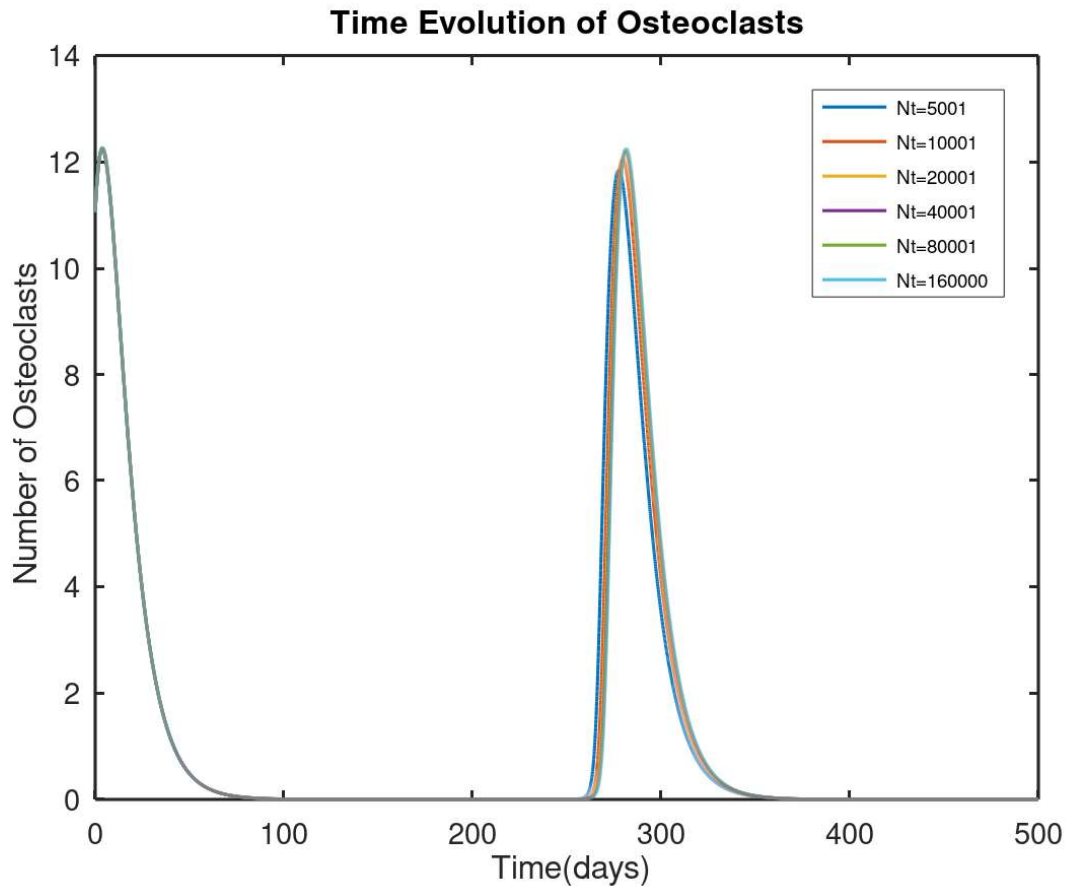 Time Evolution of Osteoclasts
14
12
10
8
6
4
2
0
Number of Osteoclasts
Nt=5001
Nt=10001
Nt=20001
Nt=40001
Nt=80001
Nt=160000
0 100 200 300 400 500
Time(days)